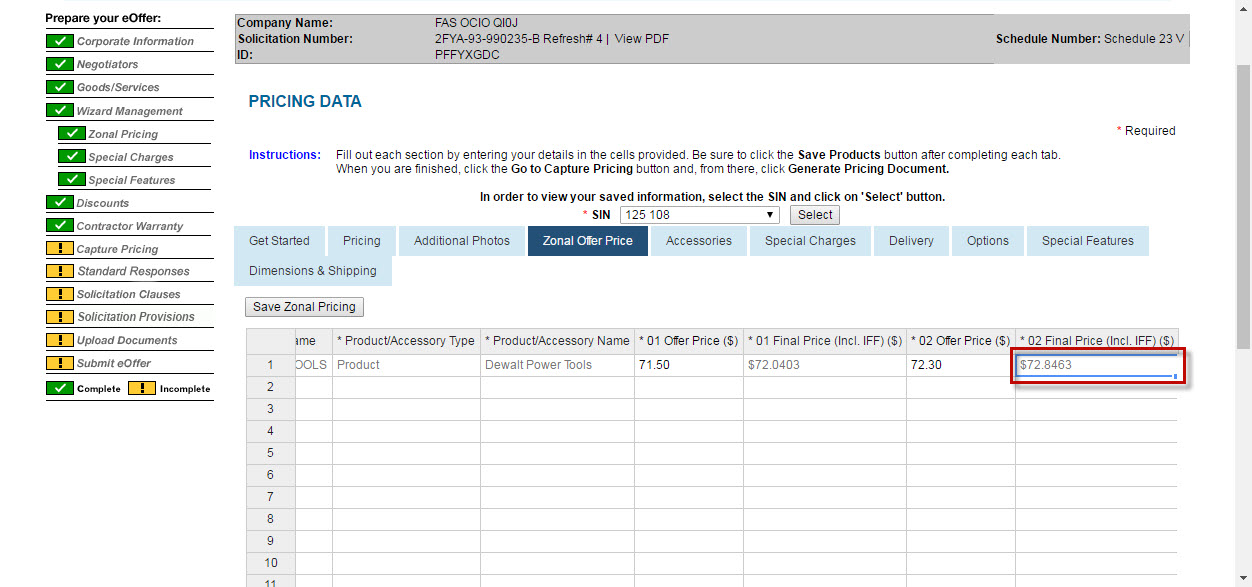 Prepare your eOffer:
Corporate Information
Negotiators
Goods/Services
Wizard Management
Zonal Pricing
Special Charges
Special Features
Discounts
Contractor Warranty
Capture Pricing
Standard Responses
Solicitation Clauses
Solicitation Provisions
Upload Documents
Submit eOffer
Complete ! Incomplete
Company Name: FAS OCIO QI0J
Solicitation Number: 2FYA-93-990235-B Refresh# 4 | View PDF Schedule Number: Schedule 23 V
ID: PFFYXGDC
PRICING DATA
* Required
Instructions: Fill out each section by entering your details in the cells provided. Be sure to click the Save Products button after completing each tab.
When you are finished, click the Go to Capture Pricing button and, from there, click Generate Pricing Document.
In order to view your saved information, select the SIN and click on 'Select' button.
* SIN 125 108 Select
Get Started Pricing Additional Photos Zonal Offer Price Accessories Special Charges Delivery Options Special Features
Dimensions & Shipping
Save Zonal Pricing
ame * Product/Accessory Type * Product/Accessory Name * 01 Offer Price ($) * 01 Final Price (Incl. IFF) ($) * 02 Offer Price ($) * 02 Final Price (Incl. IFF) ($)
1 OOLS Product Dewalt Power Tools 71.50 $72.0403 72.30 $72.8463
2
3
4
5
6
7
8
9
10
11